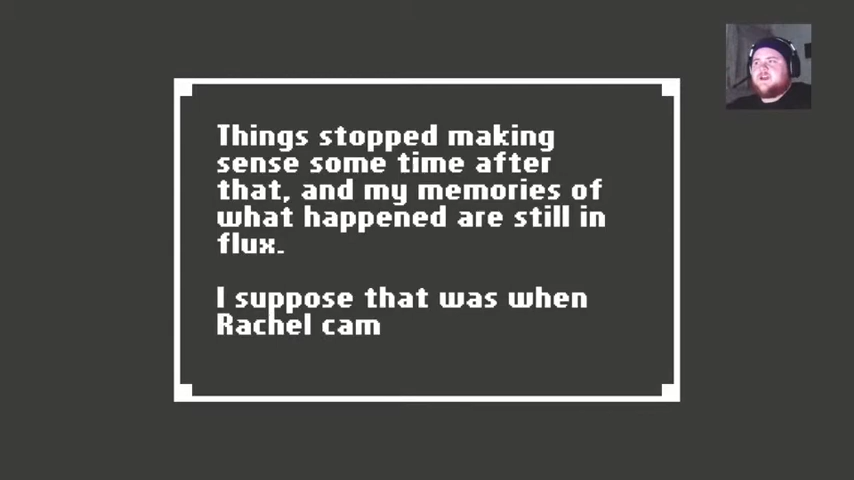 Things stopped making
sense some time after
that, and my memories of
what happened are still in
flux.
I suppose that was when
Rachel cam